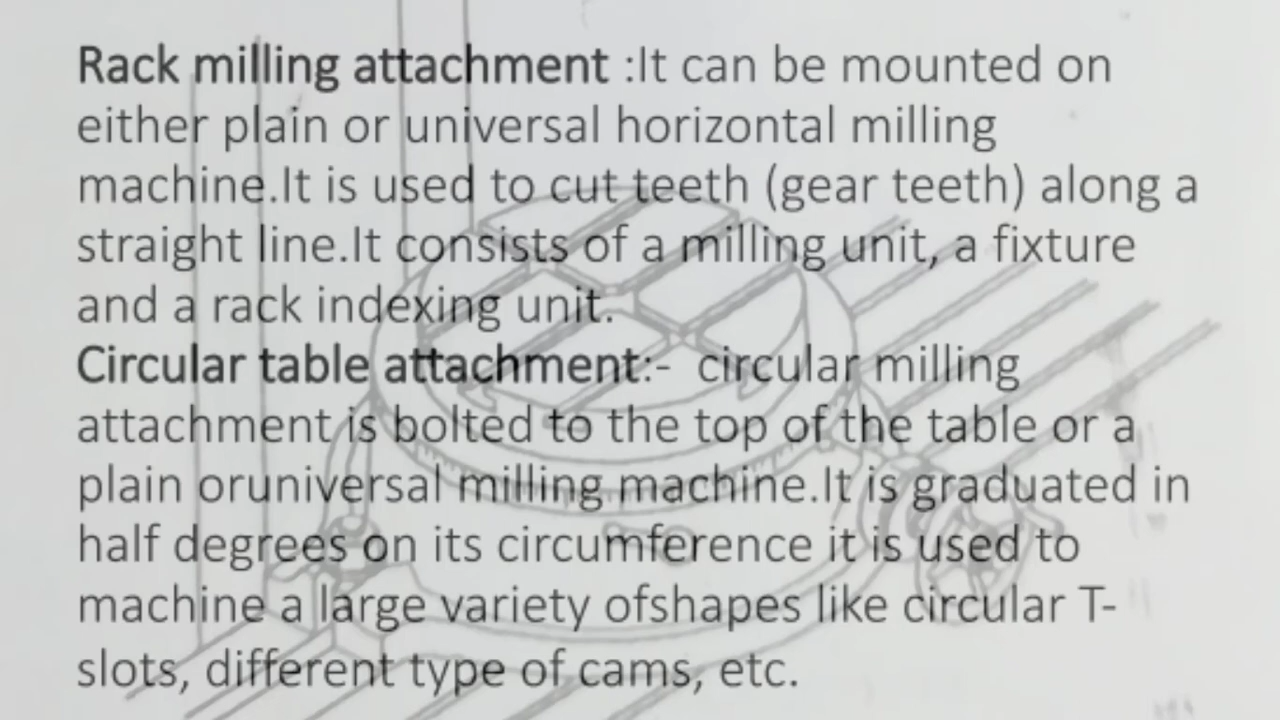 Rack milling attachment :It can be mounted on
either plain or universal horizontal milling
machine.It is used to cut teeth (gear teeth) along a
straight line.It consists of a milling unit, a fixture
and a rack indexing unit.
Circular table attachment:-  circular milling
attachment is bolted to the top of the table or a
plain oruniversal milling machine.It is graduated in
half degrees on its circumference it is used to
machine a large variety ofshapes like circular T-
slots, different type of cams, etc.